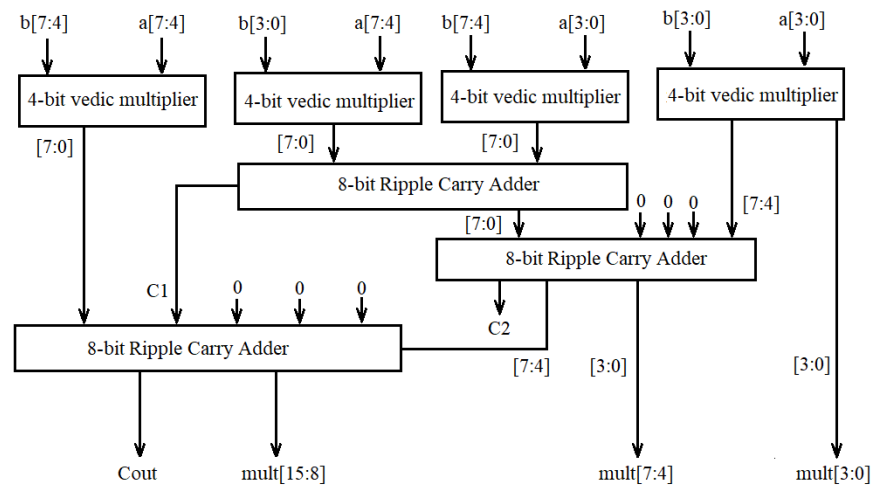 b[7:4] a[7:4] b[3:0] a[7:4] b[7:4] a[3:0] b[3:0] a[3:0]
4-bit vedic multiplier 4-bit vedic multiplier 4-bit vedic multiplier 4-bit vedic multiplier
[7:0] [7:0] [7:0]
8-bit Ripple Carry Adder
0 0 0 [7:4]
[7:0]
8-bit Ripple Carry Adder
C1 0 0 0
C2
8-bit Ripple Carry Adder
[7:4] [3:0] [3:0]
Cout mult[15:8] mult[7:4] mult[3:0]